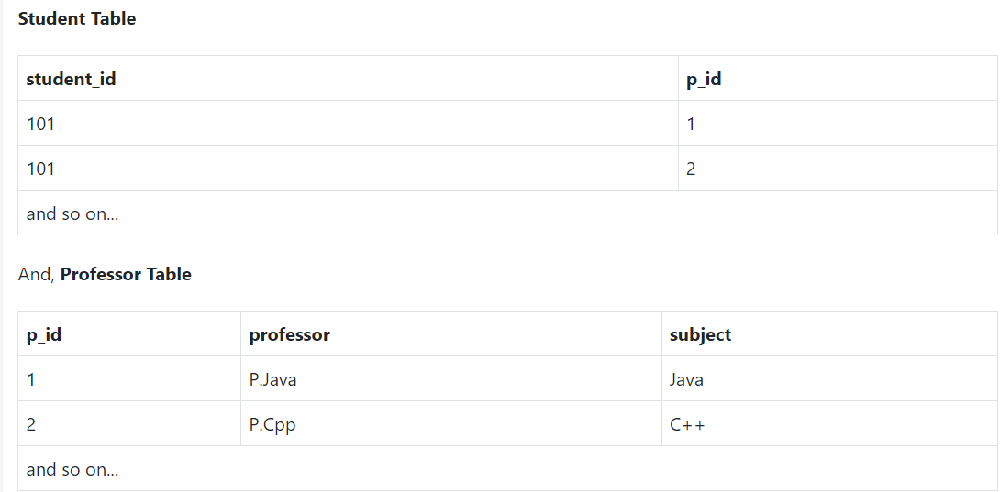 Student Table
student_id p_id
101 1
101 2
and so on...
And, Professor Table
p_id professor subject
1 P.Java Java
2 P.Cpp C++
and so on...